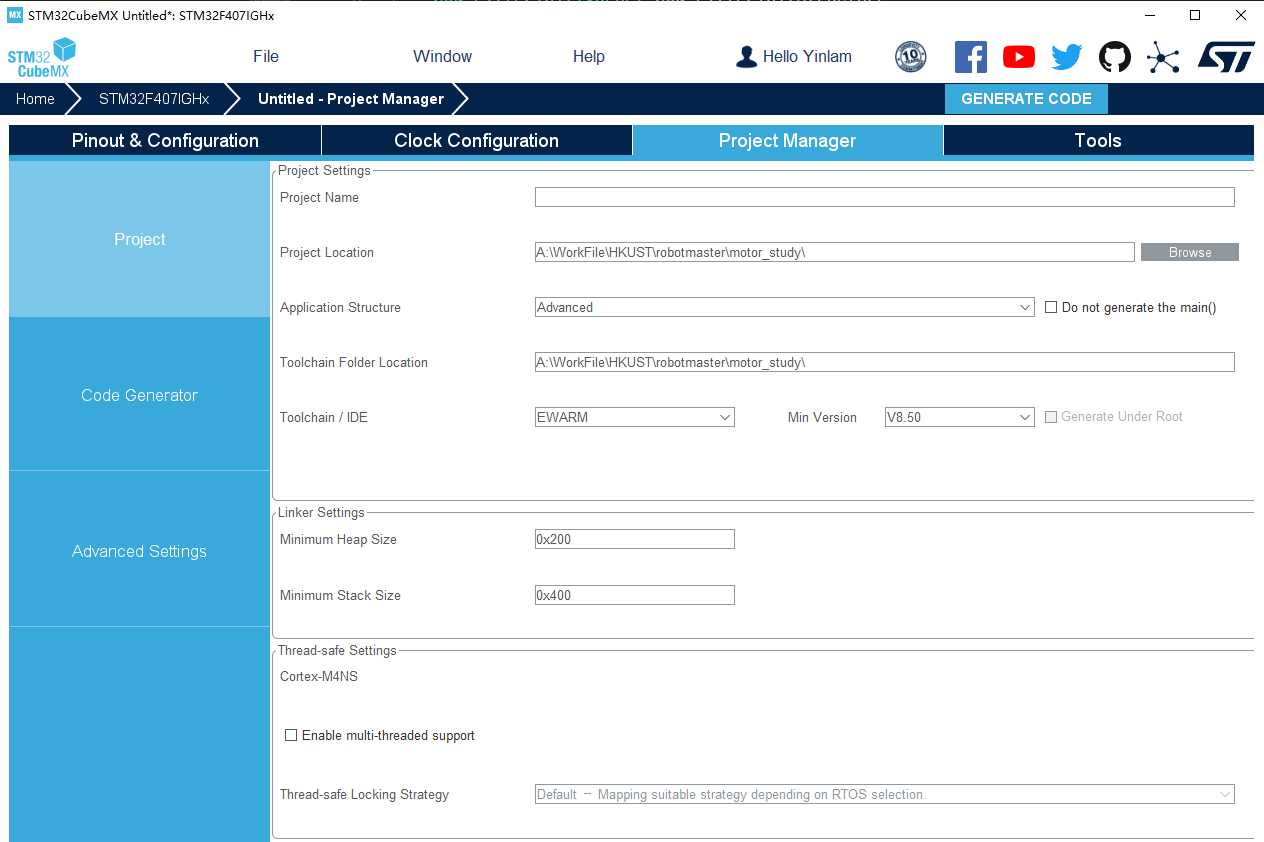 MX STM32CubeMX Untitled*: STM32F407IGHx
STM32
CubeMX
File
Window
Help
Hello Yinlam
10
Home
STM32F407IGHx
Untitled - Project Manager
GENERATE CODE
Pinout & Configuration
Clock Configuration
Project Manager
Tools
Project
Code Generator
Advanced Settings
Project Settings
Project Name
Project Location
A:\WorkFile\HKUST\robotmaster\motor_study\
Browse
Application Structure
Advanced
Do not generate the main()
Toolchain Folder Location
A:\WorkFile\HKUST\robotmaster\motor_study\
Toolchain / IDE
EWARM
Min Version
V8.50
Generate Under Root
Linker Settings
Minimum Heap Size
0x200
Minimum Stack Size
0x400
Thread-safe Settings
Cortex-M4NS
Enable multi-threaded support
Thread-safe Locking Strategy
Default － Mapping suitable strategy depending on RTOS selection.